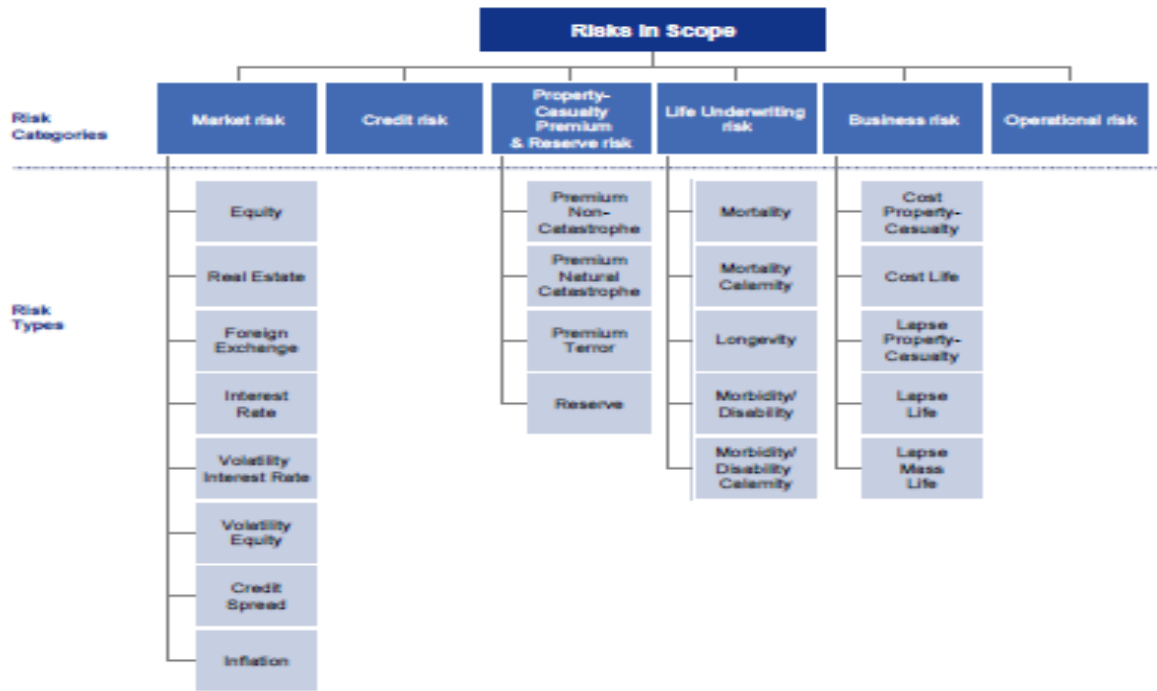 Risks in Scope
Risk
Categories
Market risk
Credit risk
Property-
Casualty
Premium
& Reserve risk
Life Underwriting
risk
Business risk
Operational risk
Risk
Types
Equity
Real Estate
Foreign
Exchange
Interest
Rate
Volatility
Interest Rate
Volatility
Equity
Credit
Spread
Inflation
Premium
Non-
Catastrophe
Premium
Natural
Catastrophe
Premium
Terror
Reserve
Mortality
Mortality
Calamity
Longevity
Morbidity/
Disability
Morbidity/
Disability
Calamity
Cost
Property-
Casualty
Cost Life
Lapse
Property-
Casualty
Lapse
Life
Lapse
Mass
Life